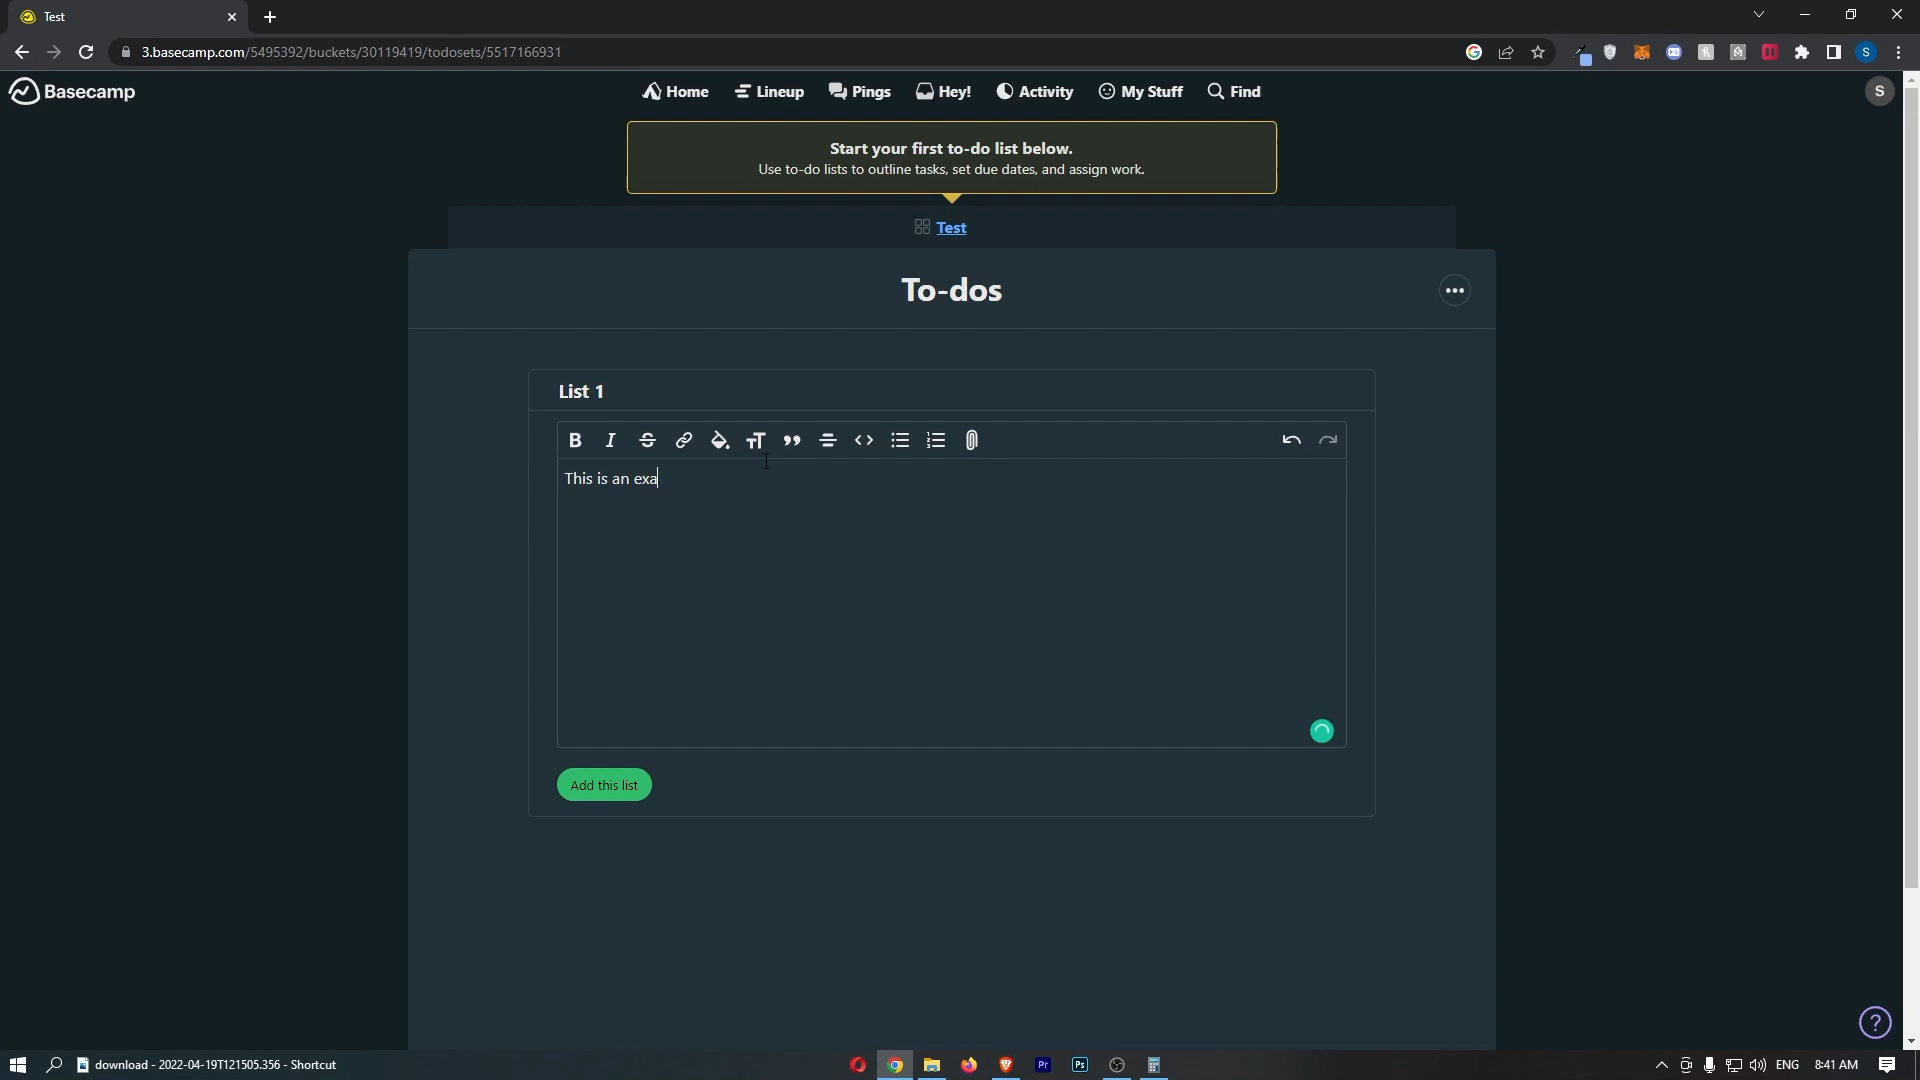 Test
3.basecamp.com/5495392/buckets/30119419/todosets/5517166931
S
Basecamp
Home
Lineup
Pings
Hey!
Activity
My Stuff
Find
S
Start your first to-do list below.
Use to-do lists to outline tasks, set due dates, and assign work.
Test
To-dos
List 1
This is an exa
Add this list
?
download - 2022-04-19T121505.356 - Shortcut
Pr
Ps
ENG
8:41 AM